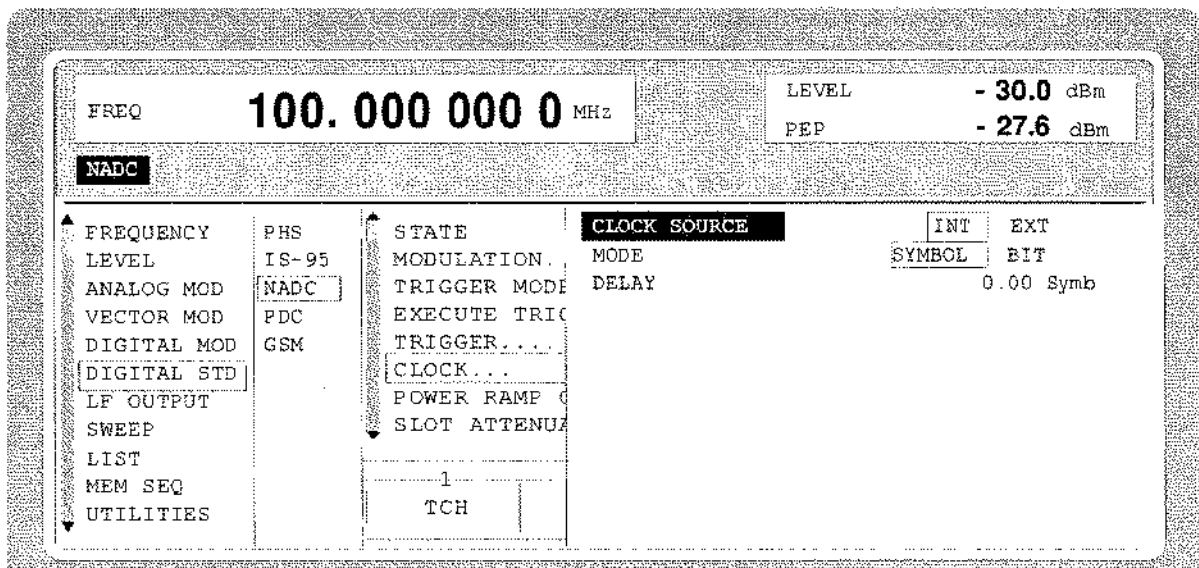 FREQ 100. 000 000 0 MHz
LEVEL - 30.0 dBm
PEP - 27.6 dBm
NADC
FREQUENCY
LEVEL
ANALOG MOD
VECTOR MOD
DIGITAL MOD
DIGITAL STD
LF OUTPUT
SWEEP
LIST
MEM SEQ
UTILITIES
PHS
IS-95
NADC
PDC
GSM
STATE
MODULATION..
TRIGGER MODE
EXECUTE TRIG
TRIGGER....
CLOCK...
POWER RAMP C
SLOT ATTENUA
1
TCH
CLOCK SOURCE INT EXT
MODE SYMBOL BIT
DELAY 0.00 Symb